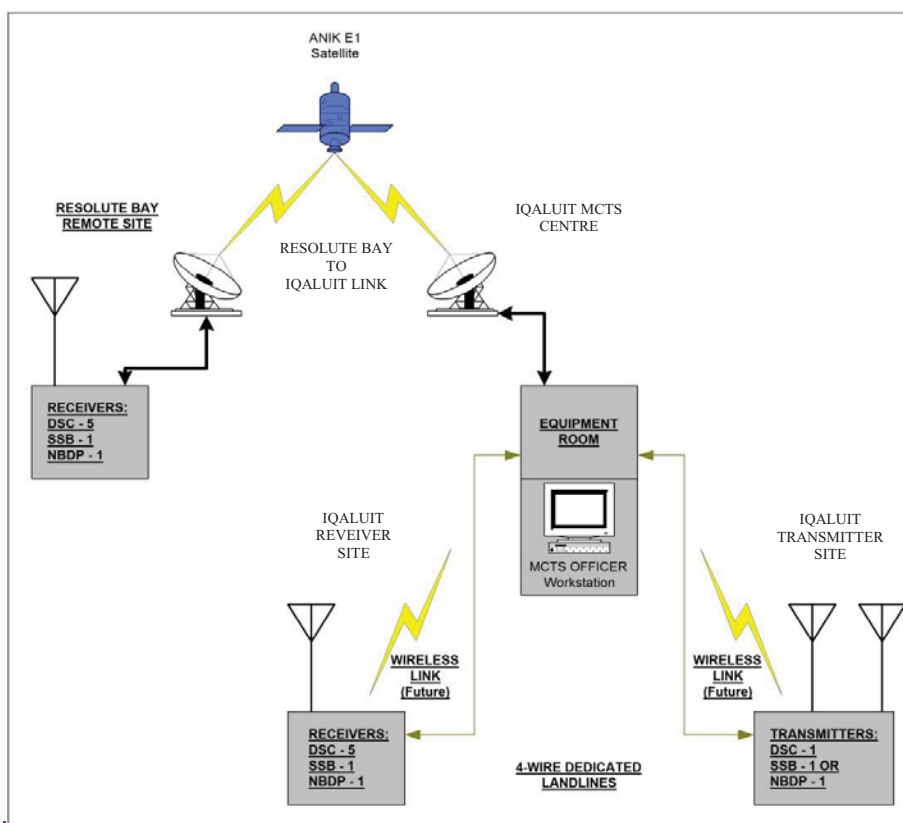 ANIK E1
Satellite
RESOLUTE BAY
REMOTE SITE
IQALUIT MCTS
CENTRE
RESOLUTE BAY
TO
IQALUIT LINK
RECEIVERS:
DSC - 5
SSB - 1
NBDP - 1
EQUIPMENT
ROOM
MCTS OFFICER
Workstation
IQALUIT
REVEIVER
SITE
IQALUIT
TRANSMITTER
SITE
WIRELESS
LINK
(Future)
WIRELESS
LINK
(Future)
RECEIVERS:
DSC - 5
SSB - 1
NBDP - 1
4-WIRE DEDICATED
LANDLINES
TRANSMITTERS:
DSC - 1
SSB - 1 OR
NBDP - 1